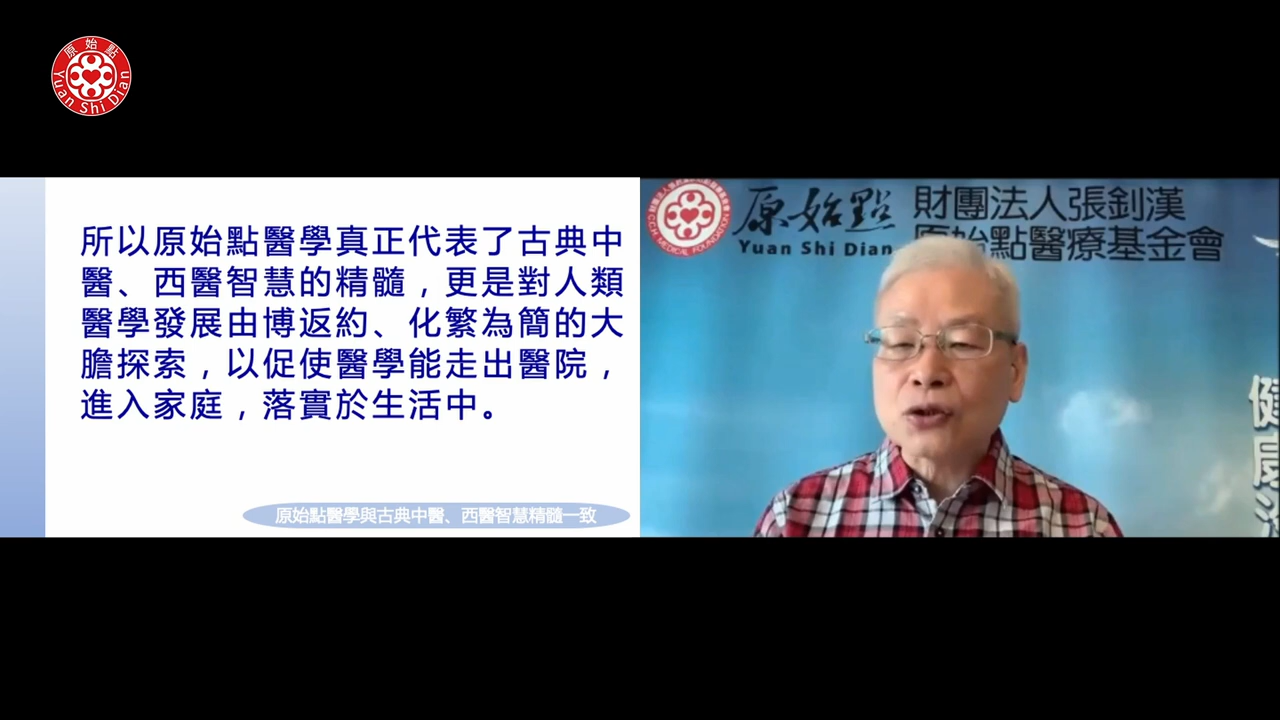 原始點
Yuan Shi Dian
所以原始點醫學真正代表了古典中
醫、西醫智慧的精髓，更是對人類
醫學發展由博返約、化繁為簡的大
膽探索，以促使醫學能走出醫院，
進入家庭，落實於生活中。
原始點醫學與古典中醫、西醫智慧精髓一致
原始點
Yuan Shi Dian
財團法人張釗漢
原始點醫療基金會
健康